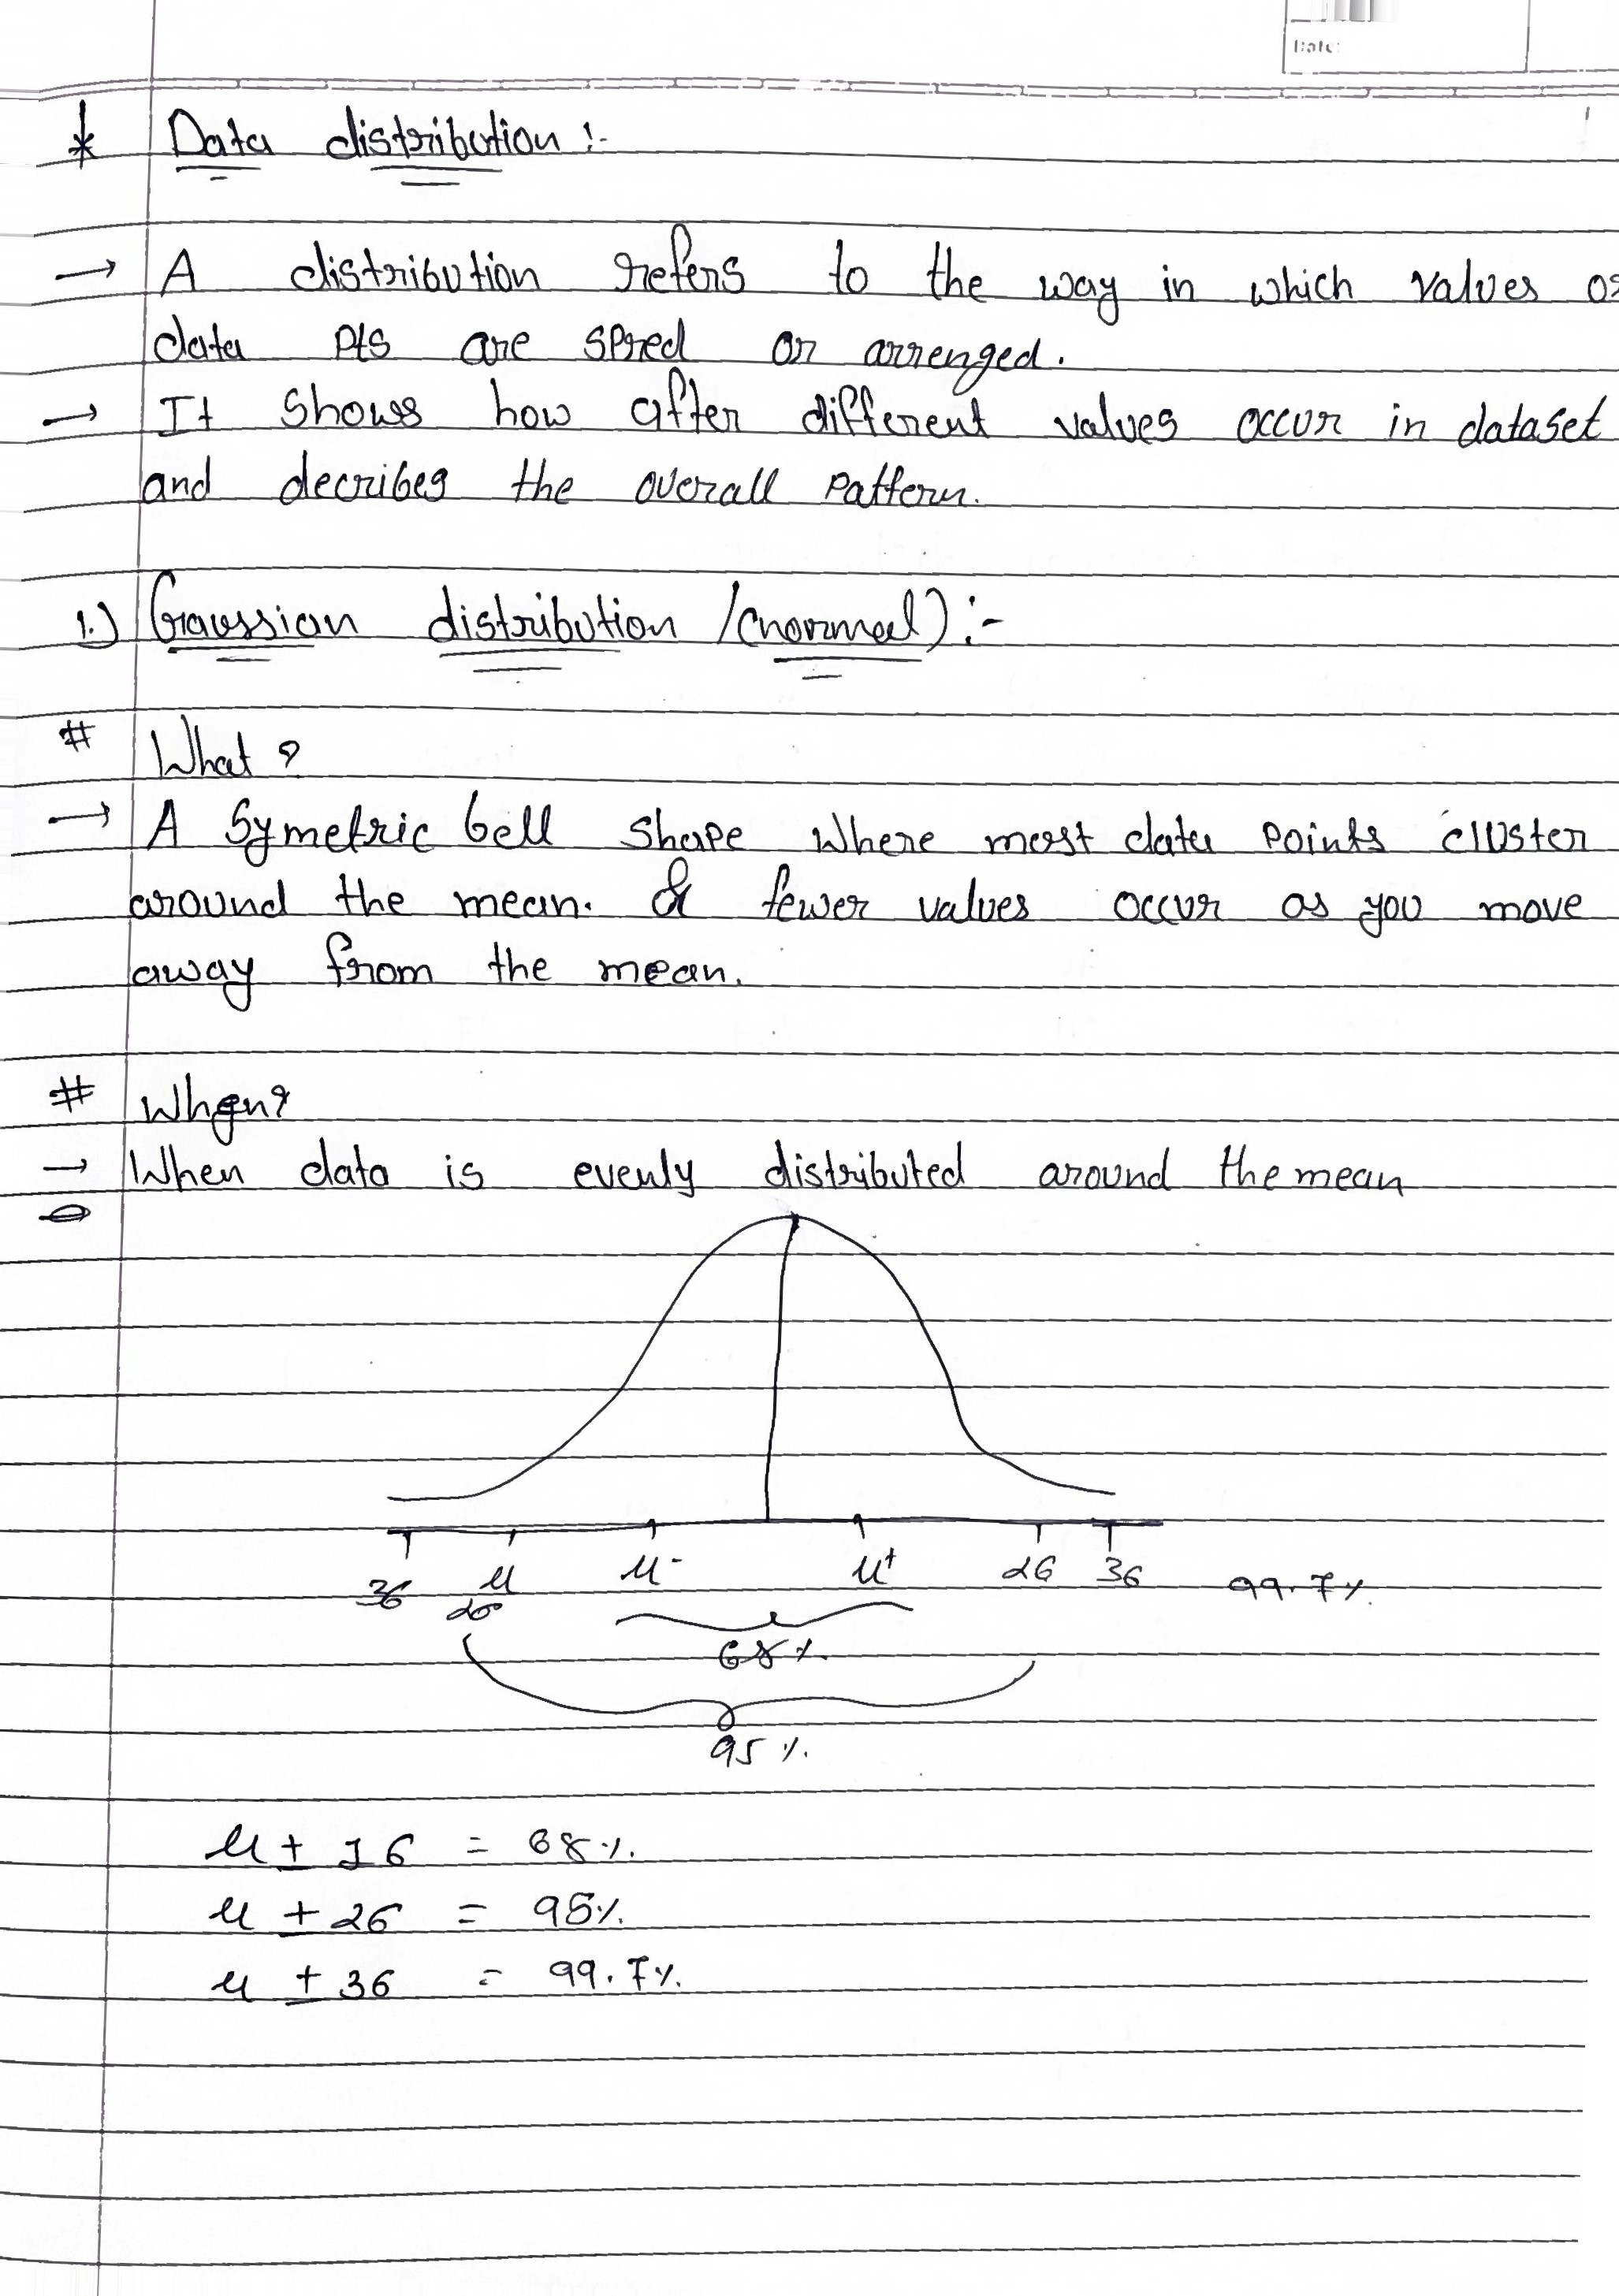 Date:
* Data distribution :-
→ A distribution refers to the way in which values or
data pts are spred or arrenged.
→ It shows how after different values occur in dataset
and decribes the overall pattern.
1.) Gaussian distribution /(normal) :-
# What ?
→ A Symetric bell shape where most data points cluster
around the mean. & fewer values occur as you move
away from the mean.
# When?
→ When data is evenly distributed around the mean
3σ μ μ- μ+ 2σ 3σ 99.7%
2σ
68%
95%
μ ± 1σ = 68%
μ ± 2σ = 95%
μ ± 3σ = 99.7%